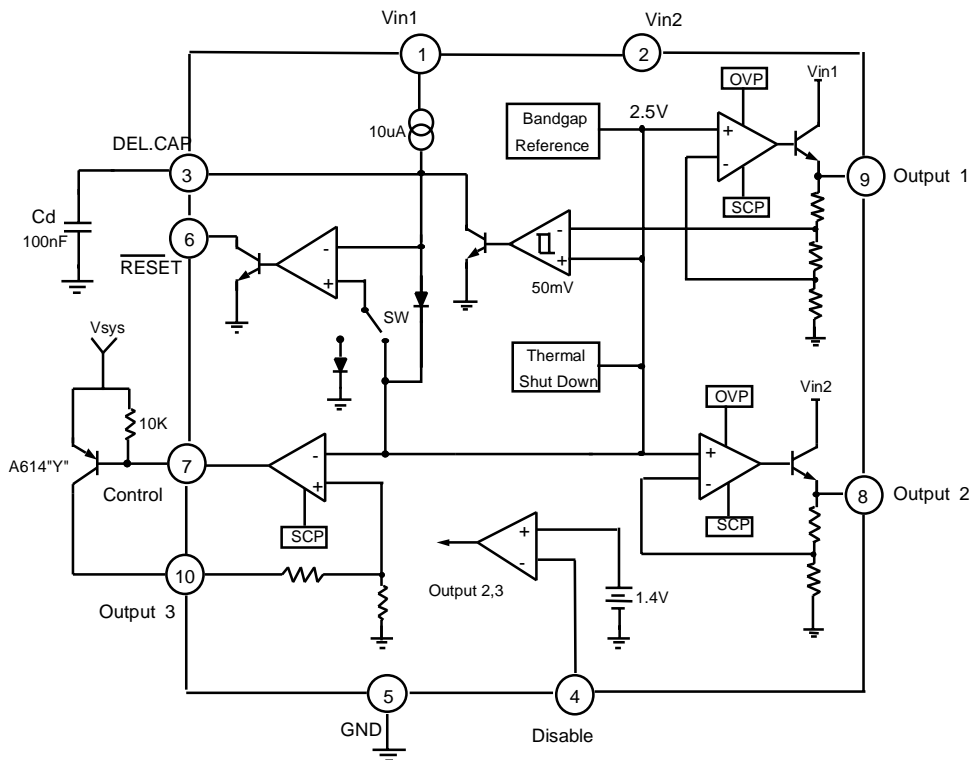 Vin1
Vin2
1
2
OVP
Vin1
10uA
Bandgap
Reference
2.5V
+
-
DEL.CAP
3
SCP
9
Output 1
Cd
100nF
6
RESET
-
+
-
+
50mV
SW
Vsys
Thermal
Shut Down
OVP
Vin2
10K
A614"Y"
7
Control
-
+
+
-
8
Output 2
SCP
SCP
+
-
10
Output 3
Output 2,3
1.4V
5
GND
4
Disable